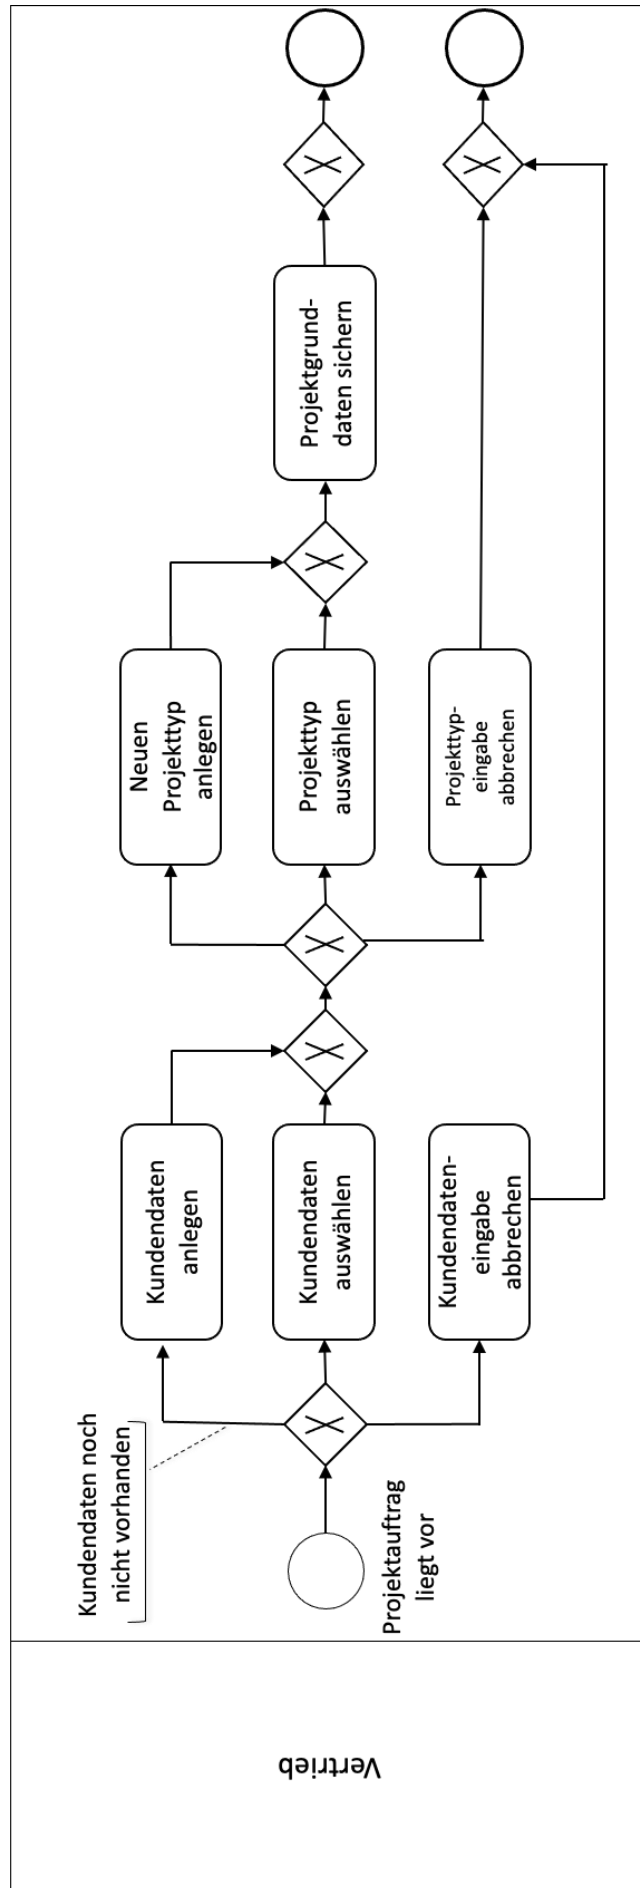 Vertrieb
Projektauftrag
liegt vor
Kundendaten noch
nicht vorhanden
X
Kundendaten
anlegen
Kundendaten
auswählen
Kundendaten-
eingabe
abbrechen
X
X
Neuen
Projekttyp
anlegen
Projekttyp
auswählen
Projekttyp-
eingabe
abbrechen
X
Projektgrund-
daten sichern
X
X